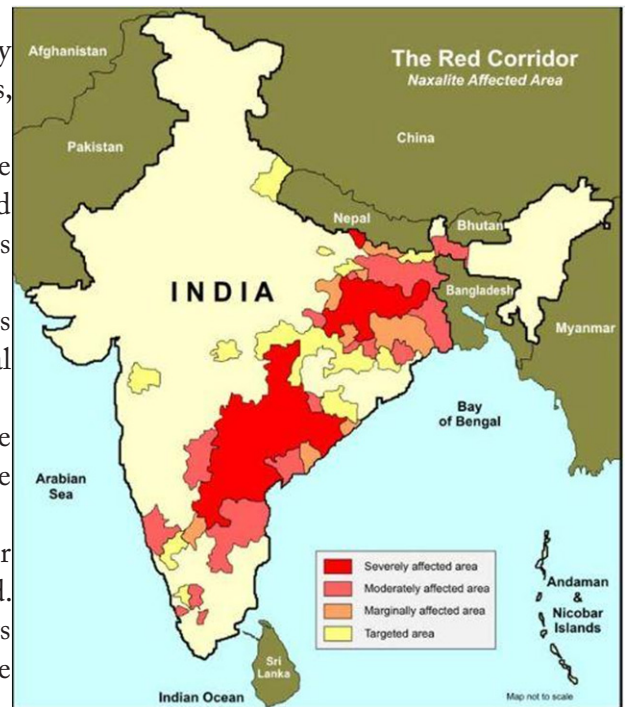 y
s,
e
d
s
s
al
e
e
r
d.
s
e
The Red Corridor
Naxalite Affected Area
Afghanistan
China
Pakistan
Nepal
Bhutan
INDIA
Bangladesh
Myanmar
Bay
of Bengal
Arabian
Sea
Severely affected area
Moderately affected area
Marginally affected area
Targeted area
Andaman
&
Nicobar
Islands
Sri
Lanka
Indian Ocean
Map not to scale